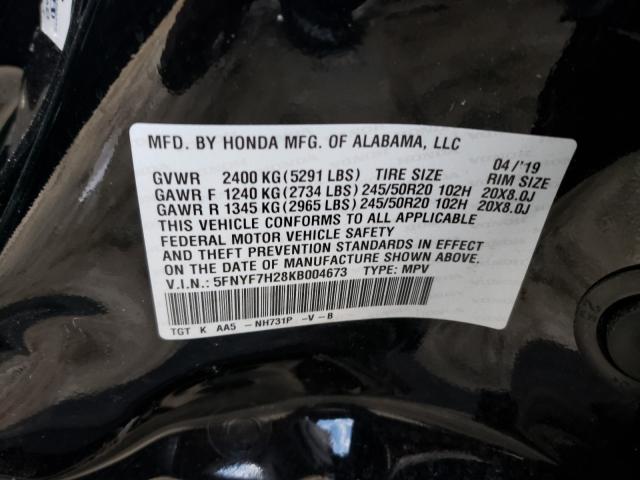 MFD. BY HONDA MFG. OF ALABAMA, LLC
04/'19
GVWR 2400 KG (5291 LBS) TIRE SIZE RIM SIZE
GAWR F 1240 KG (2734 LBS) 245/50R20 102H 20X8.0J
GAWR R 1345 KG (2965 LBS) 245/50R20 102H 20X8.0J
THIS VEHICLE CONFORMS TO ALL APPLICABLE
FEDERAL MOTOR VEHICLE SAFETY
AND THEFT PREVENTION STANDARDS IN EFFECT
ON THE DATE OF MANUFACTURE SHOWN ABOVE.
V.I.N.: 5FNYF7H28KB004673 TYPE: MPV
TGT K AA5 -NH731P -V-B